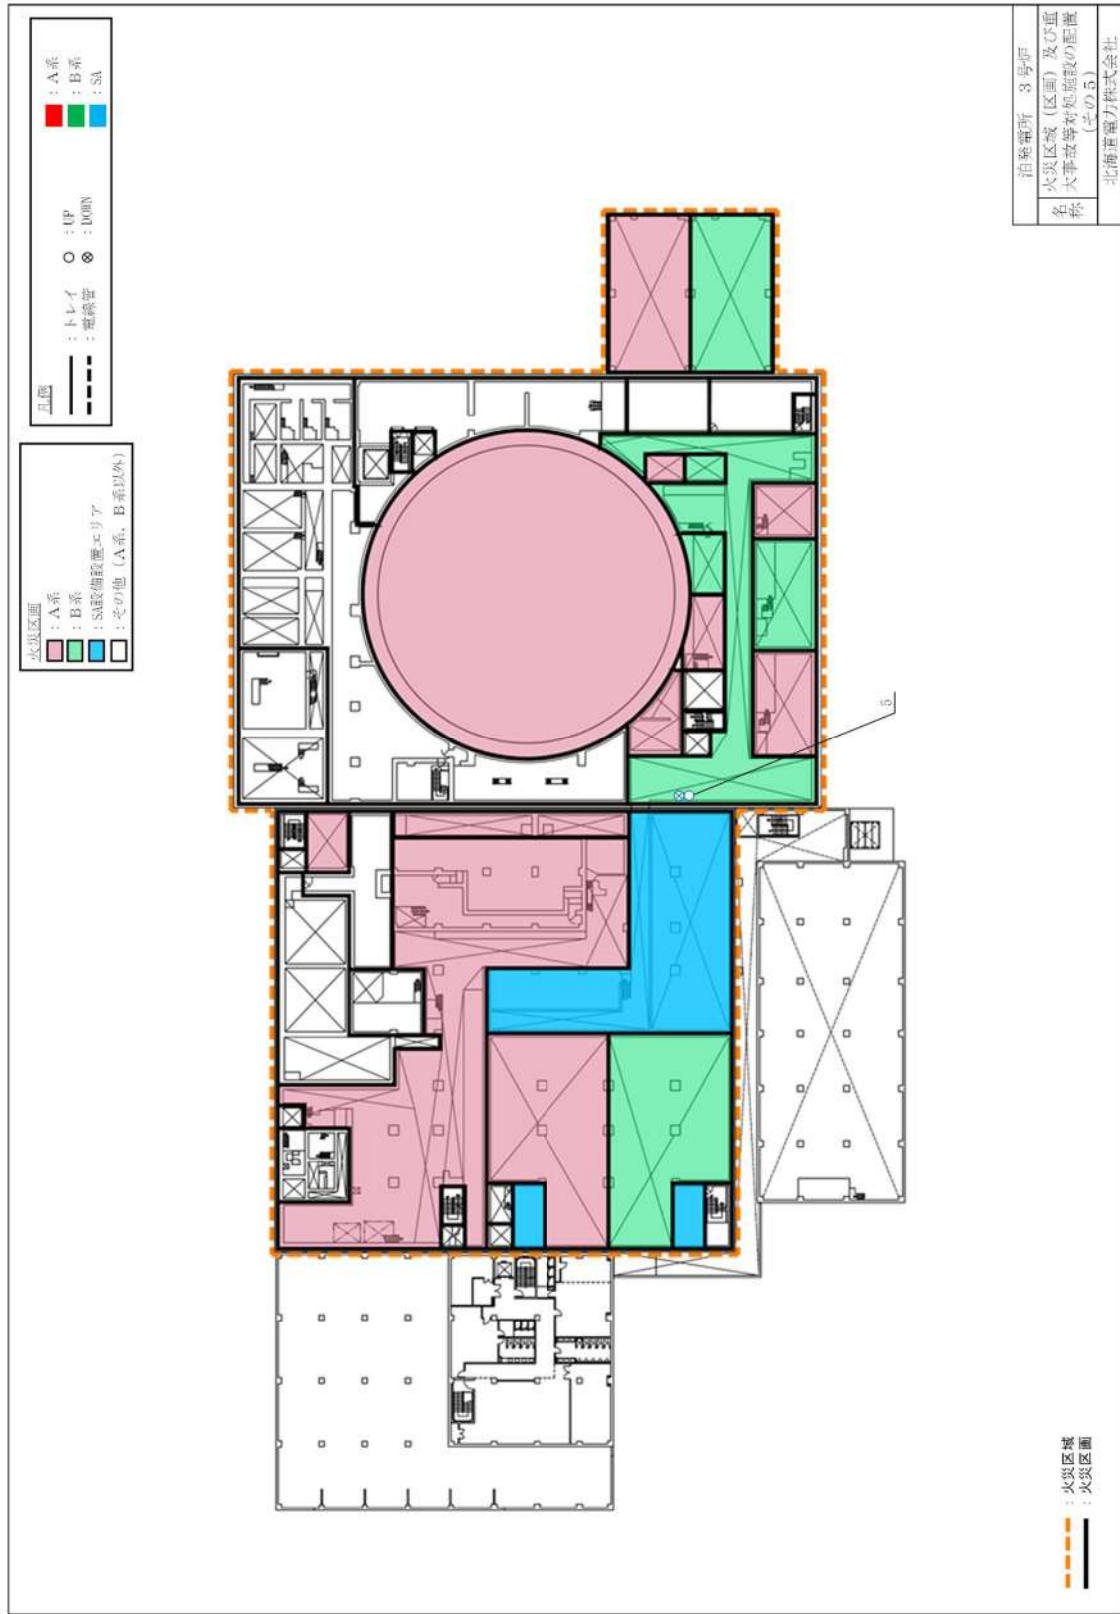 火災区画
: A系
: B系
: SA設備設置エリア
: その他（A系、B系以外）
凡例
: トレイ ○ : UP
: 電線管 ⊗ : DOWN
: A系
: B系
: SA
5
: 火災区域
: 火災区画
泊発電所 3号炉
名称
火災区域（区画）及び重
大事故等対処施設の配置
（その5）
北海道電力株式会社